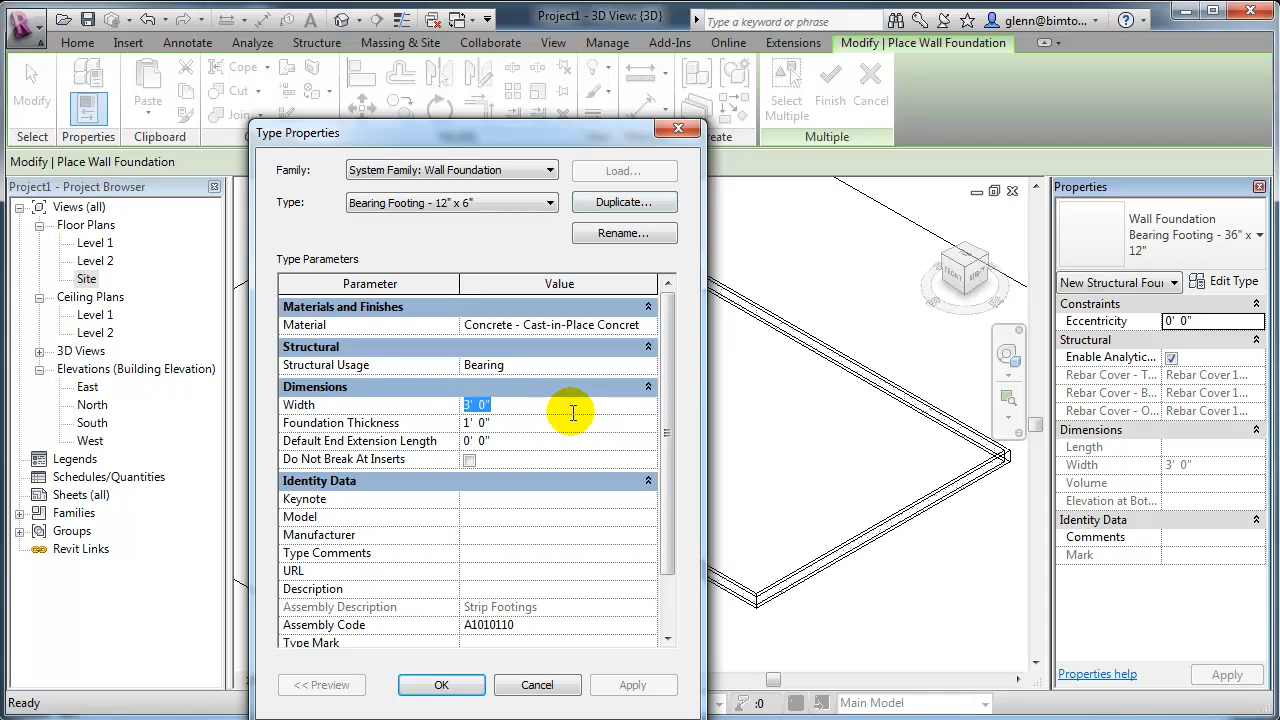 Project1 - 3D View: {3D}
Type a keyword or phrase
glenn@bimto...
Home Insert Annotate Analyze Structure Massing & Site Collaborate View Manage Add-Ins Online Extensions Modify | Place Wall Foundation
Modify
Paste
Cope
Cut
Join
Select Multiple
Finish
Cancel
Select Properties Clipboard
Multiple
Modify | Place Wall Foundation
Project1 - Project Browser
Views (all)
Floor Plans
Level 1
Level 2
Site
Ceiling Plans
Level 1
Level 2
3D Views
Elevations (Building Elevation)
East
North
South
West
Legends
Schedules/Quantities
Sheets (all)
Families
Groups
Revit Links
Type Properties
Family: System Family: Wall Foundation Load...
Type: Bearing Footing - 12" x 6" Duplicate...
Rename...
Type Parameters
Parameter Value
Materials and Finishes
Material Concrete - Cast-in-Place Concret
Structural
Structural Usage Bearing
Dimensions
Width 3' 0"
Foundation Thickness 1' 0"
Default End Extension Length 0' 0"
Do Not Break At Inserts
Identity Data
Keynote
Model
Manufacturer
Type Comments
URL
Description
Assembly Description Strip Footings
Assembly Code A1010110
Type Mark
<< Preview OK Cancel Apply
FRONT
Properties
Wall Foundation
Bearing Footing - 36" x
12"
New Structural Four Edit Type
Constraints
Eccentricity 0' 0"
Structural
Enable Analytic...
Rebar Cover - T... Rebar Cover 1...
Rebar Cover - B... Rebar Cover 1...
Rebar Cover - O... Rebar Cover 1...
Dimensions
Length
Width 3' 0"
Volume
Elevation at Bot...
Identity Data
Comments
Mark
Properties help Apply
Ready
:0 Main Model